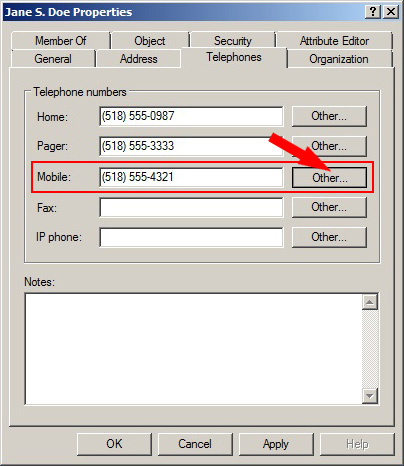 Jane S. Doe Properties
Member Of Object Security Attribute Editor
General Address Telephones Organization
Telephone numbers
Home: (518) 555-0987 Other...
Pager: (518) 555-3333 Other...
Mobile: (518) 555-4321 Other...
Fax: Other...
IP phone: Other...
Notes:
OK Cancel Apply Help